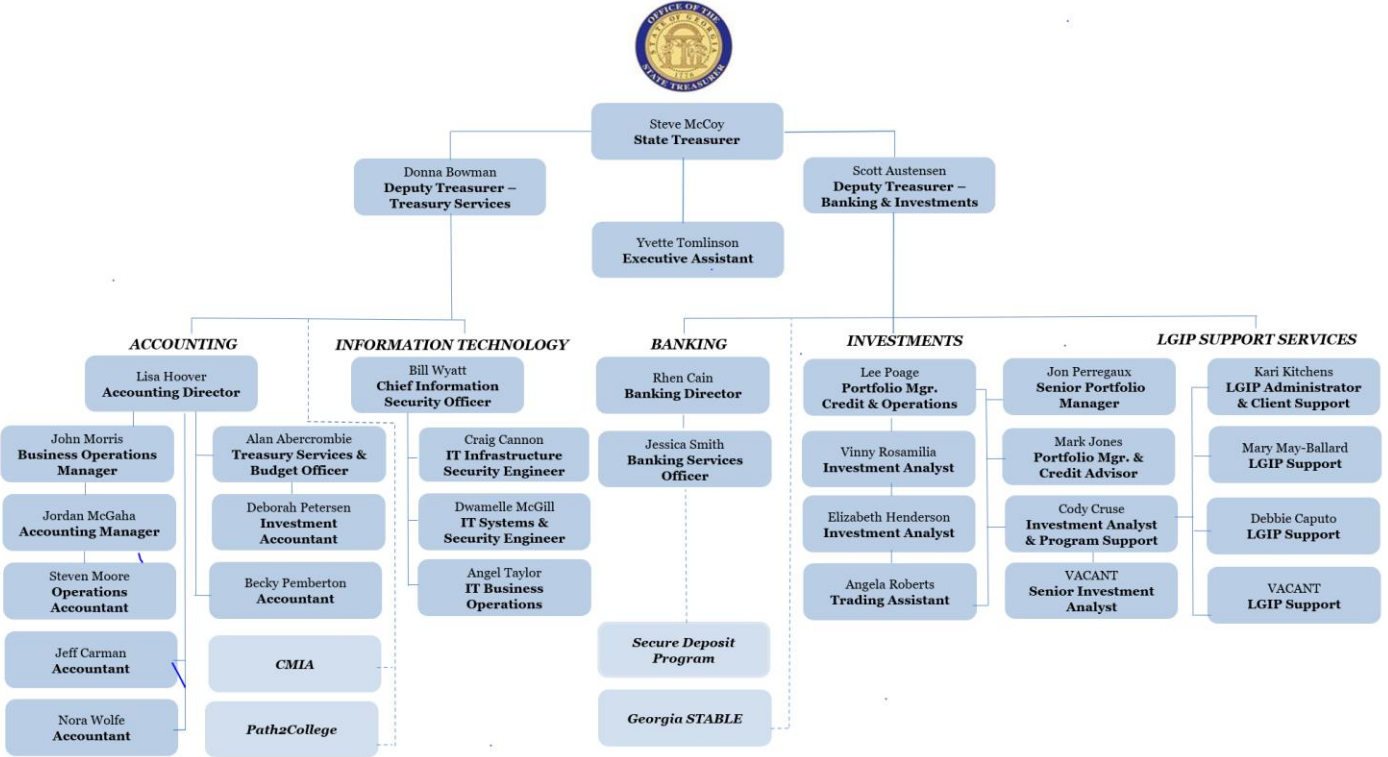 OFFICE OF THE
STATE OF GEORGIA
1776
STATE TREASURER
Steve McCoy
State Treasurer
Donna Bowman
Deputy Treasurer –
Treasury Services
Scott Austensen
Deputy Treasurer –
Banking & Investments
Yvette Tomlinson
Executive Assistant
ACCOUNTING
Lisa Hoover
Accounting Director
John Morris
Business Operations
Manager
Jordan McGaha
Accounting Manager
Steven Moore
Operations
Accountant
Jeff Carman
Accountant
Nora Wolfe
Accountant
Alan Abercrombie
Treasury Services &
Budget Officer
Deborah Petersen
Investment
Accountant
Becky Pemberton
Accountant
CMIA
Path2College
INFORMATION TECHNOLOGY
Bill Wyatt
Chief Information
Security Officer
Craig Cannon
IT Infrastructure
Security Engineer
Dwamelle McGill
IT Systems &
Security Engineer
Angel Taylor
IT Business
Operations
BANKING
Rhen Cain
Banking Director
Jessica Smith
Banking Services
Officer
Secure Deposit
Program
Georgia STABLE
INVESTMENTS
Lee Poage
Portfolio Mgr.
Credit & Operations
Vinny Rosamilia
Investment Analyst
Elizabeth Henderson
Investment Analyst
Angela Roberts
Trading Assistant
Jon Perregaux
Senior Portfolio
Manager
Mark Jones
Portfolio Mgr. &
Credit Advisor
Cody Cruse
Investment Analyst
& Program Support
VACANT
Senior Investment
Analyst
LGIP SUPPORT SERVICES
Kari Kitchens
LGIP Administrator
& Client Support
Mary May-Ballard
LGIP Support
Debbie Caputo
LGIP Support
VACANT
LGIP Support